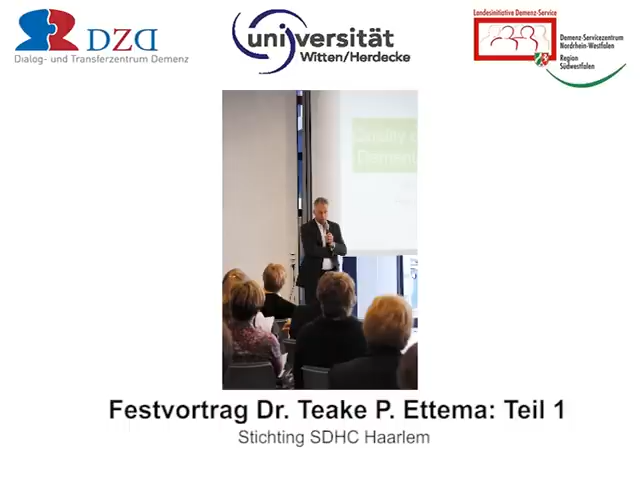 DZD
Dialog- und Transferzentrum Demenz
universität
Witten/Herdecke
Landesinitiative Demenz-Service
Demenz-Servicezentrum
Nordrhein-Westfalen
Region
Südwestfalen
Festvortrag Dr. Teake P. Ettema: Teil 1
Stichting SDHC Haarlem